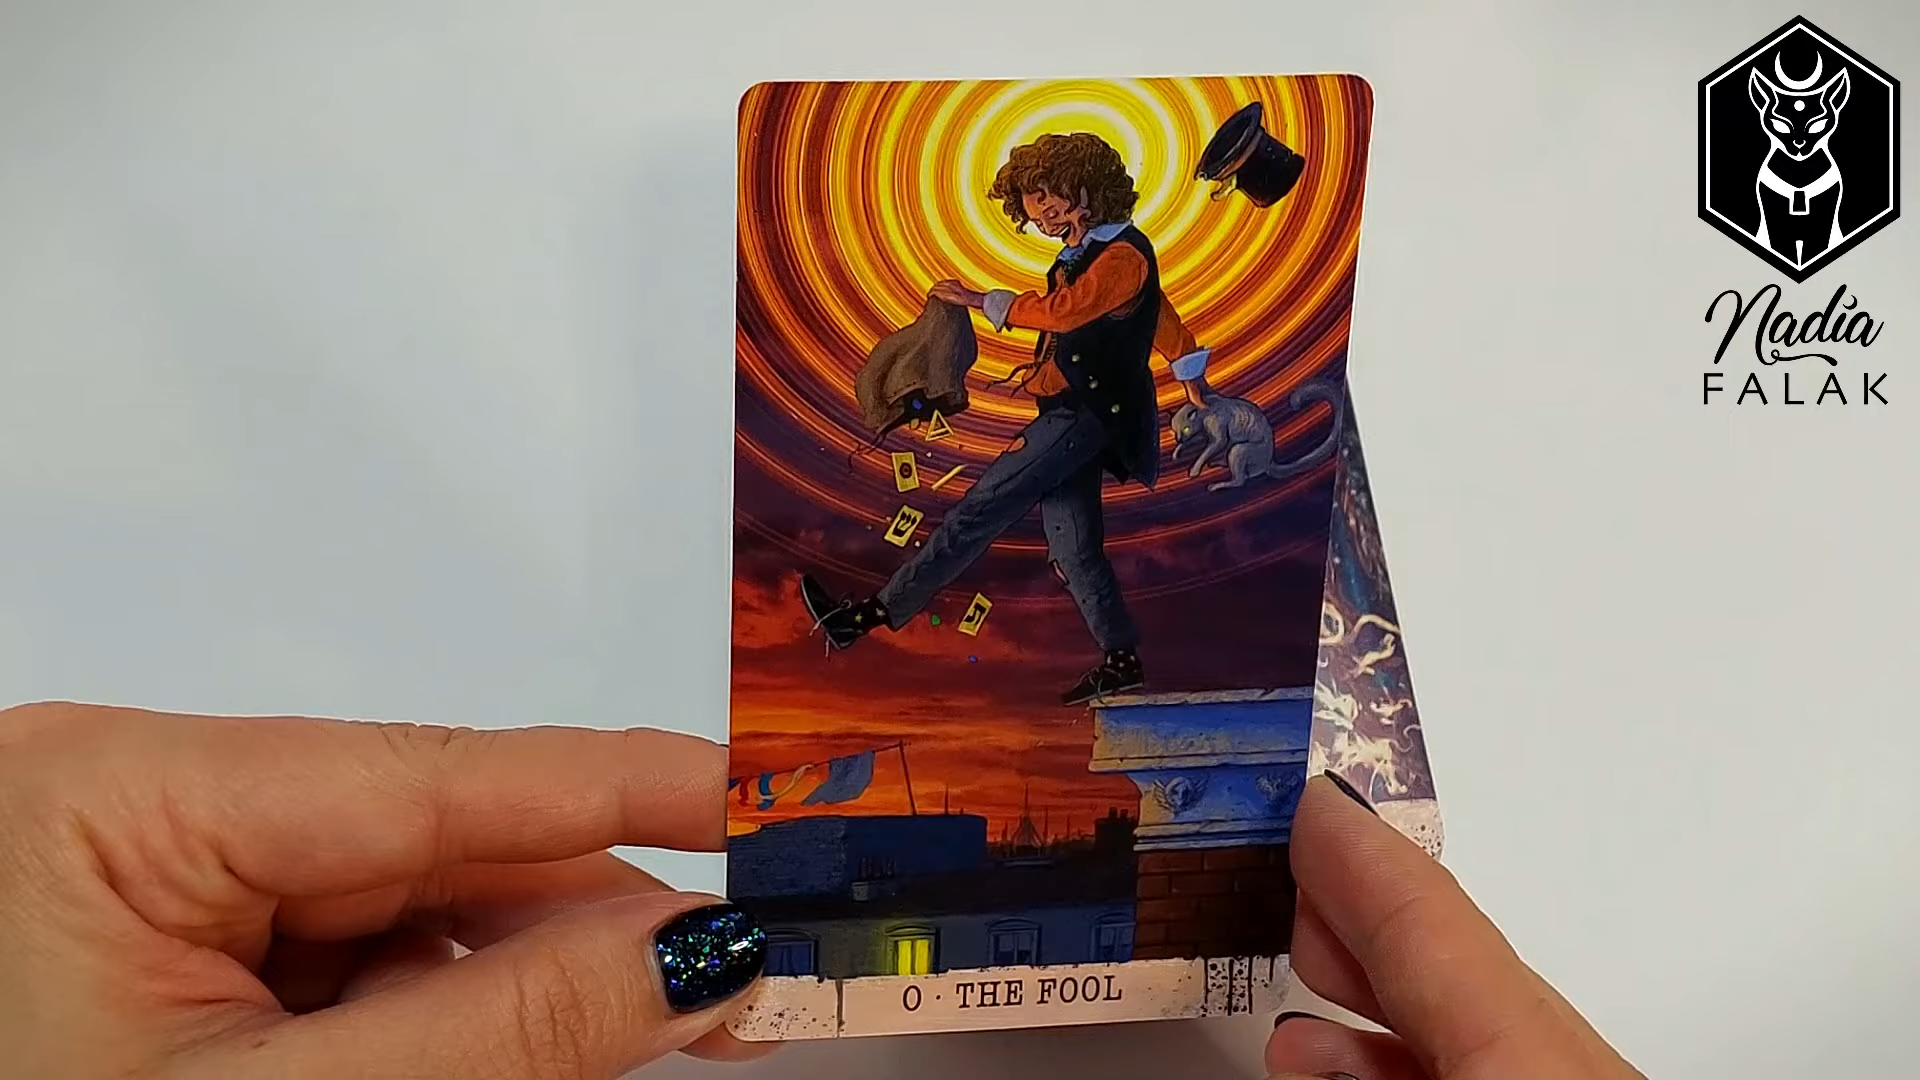 Nadia
FALAK
ש
ת
0 · THE FOOL